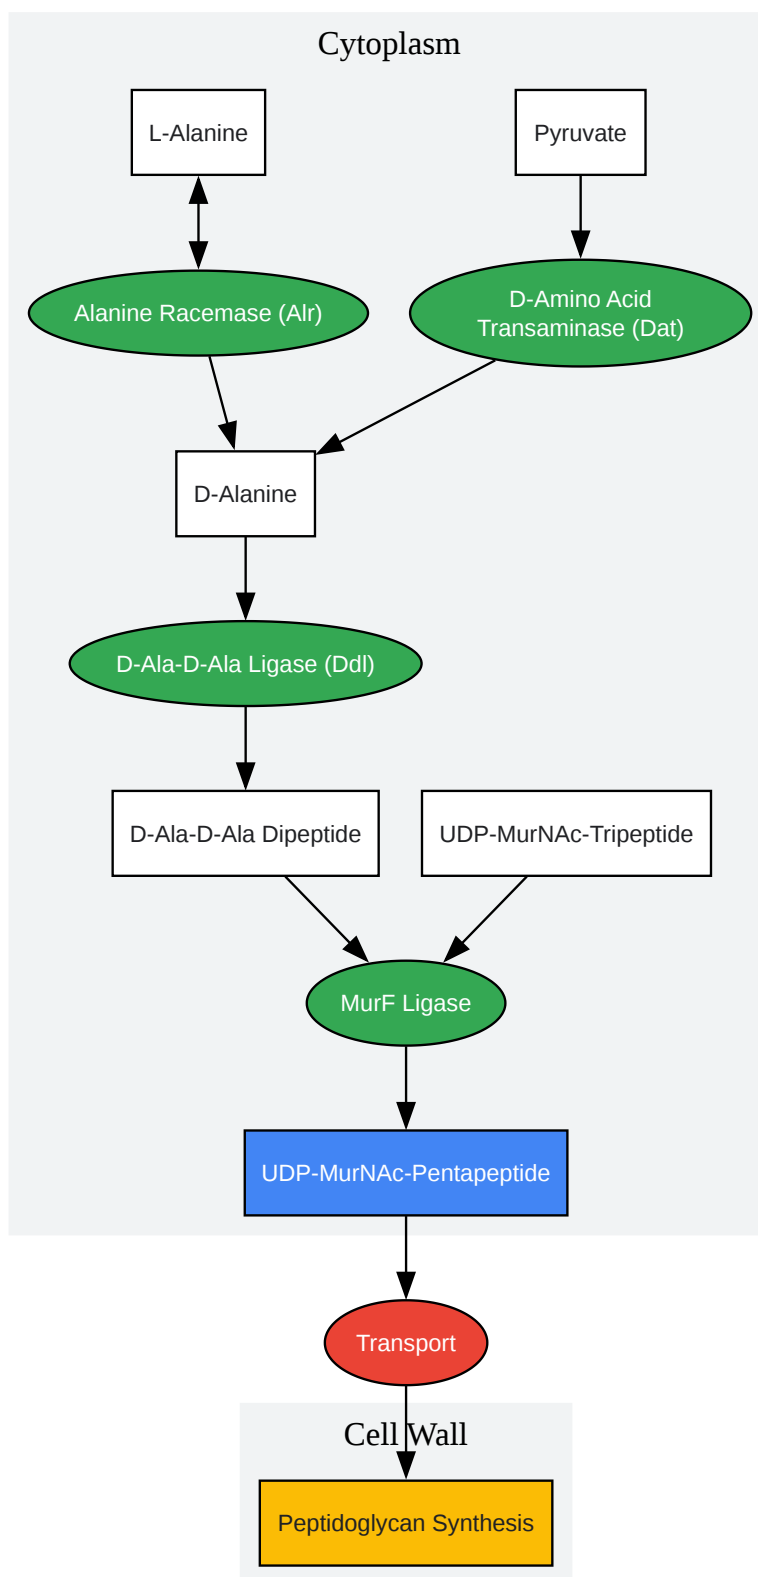 Cytoplasm
L-Alanine
Pyruvate
Alanine Racemase (Alr)
D-Amino Acid
Transaminase (Dat)
D-Alanine
D-Ala-D-Ala Ligase (Ddl)
D-Ala-D-Ala Dipeptide
UDP-MurNAc-Tripeptide
MurF Ligase
UDP-MurNAc-Pentapeptide
Transport
Cell Wall
Peptidoglycan Synthesis